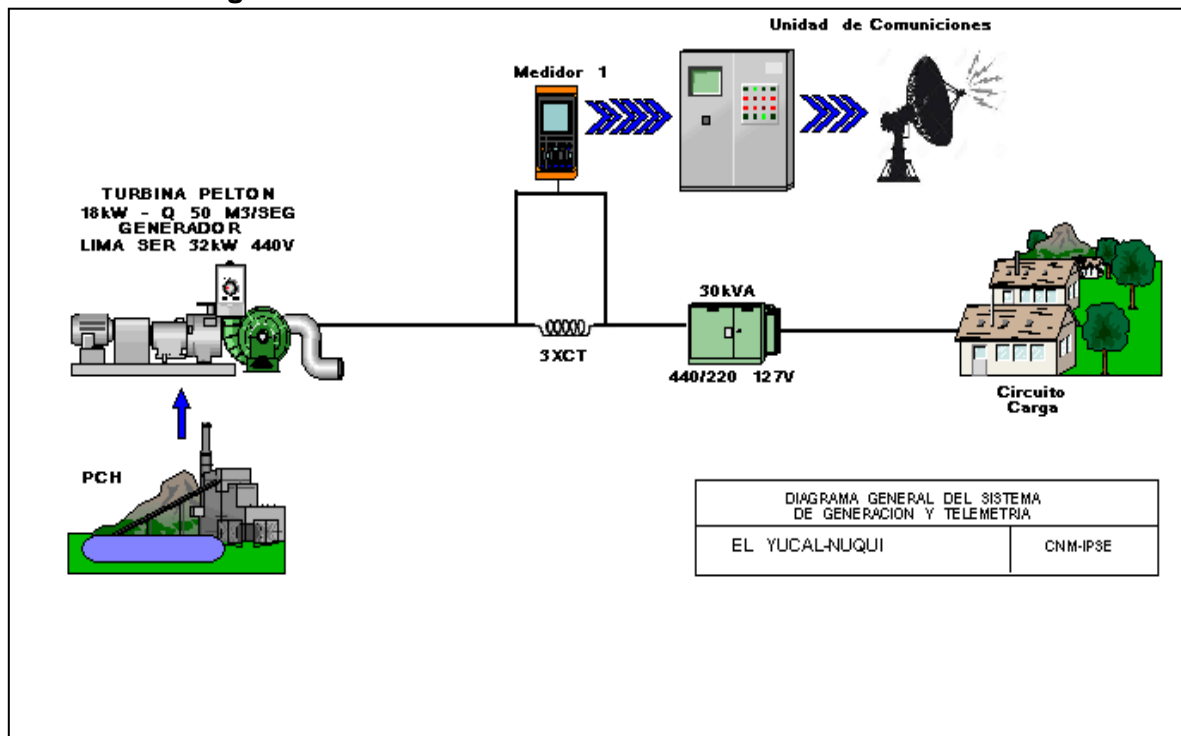 Unidad de Comuniciones
Medidor 1
TURBINA PELTON
18kW - Q 50 M3/SEG
GENERADOR
LIMA SER 32kW 440V
30kVA
3XCT
440/220 127V
Circuito
Carga
PCH
DIAGRAMA GENERAL DEL SISTEMA
DE GENERACION Y TELEMETRIA
EL YUCAL-NUQUI
CNM-IPSE